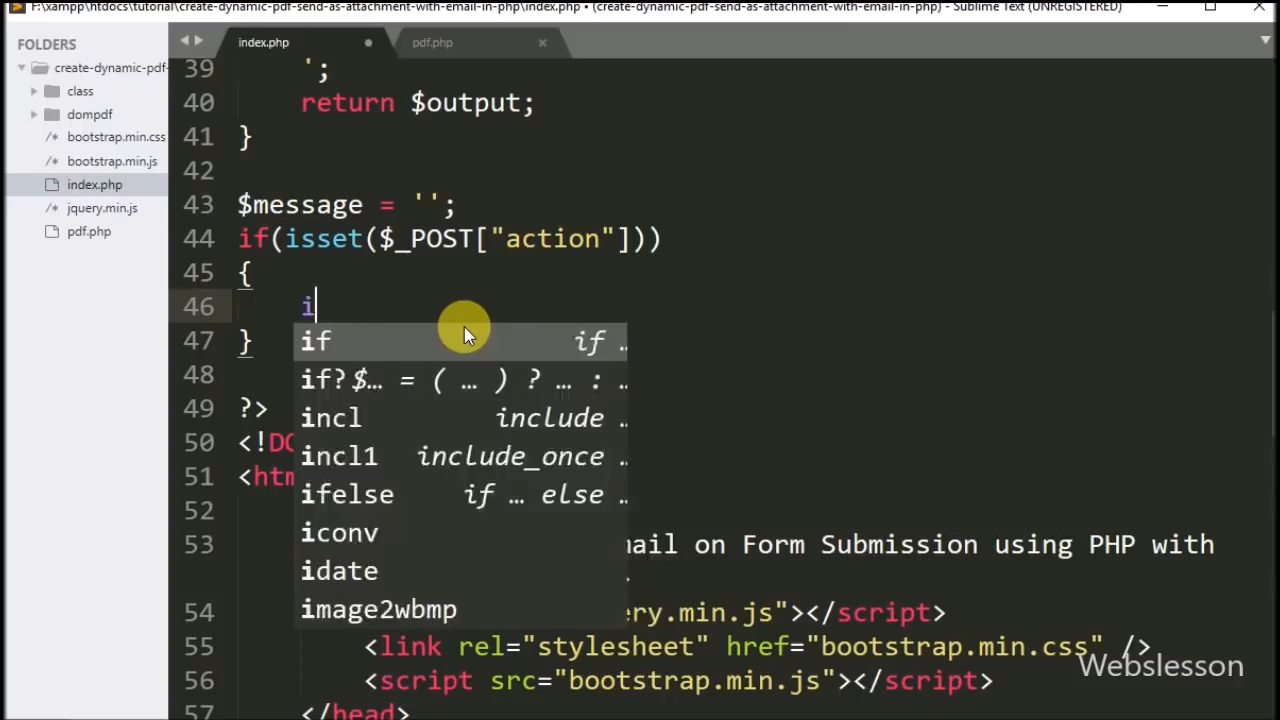 F:\xampp\htdocs\tutorial\create-dynamic-pdf-send-as-attachment-with-email-in-php\index.php • (create-dynamic-pdf-send-as-attachment-with-email-in-php) - Sublime Text (UNREGISTERED)
FOLDERS
create-dynamic-pdf-
class
dompdf
/* bootstrap.min.css
/* bootstrap.min.js
index.php
/* jquery.min.js
pdf.php
index.php
pdf.php
39 ';
40 return $output;
41 }
42
43 $message = '';
44 if(isset($_POST["action"]))
45 {
46 i
47 }
48
49 ?>
50 <!DO
51 <htm
52
53 mail on Form Submission using PHP with
54 ery.min.js"></script>
55 <link rel="stylesheet" href="bootstrap.min.css" />
56 <script src="bootstrap.min.js"></script>
57 </head>
if if …
if?$… = ( … ) ? … : …
incl include …
incl1 include_once …
ifelse if … else …
iconv
idate
image2wbmp
Webslesson